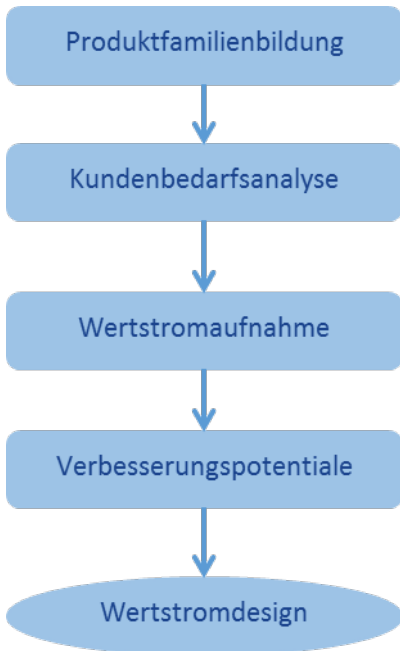 Produktfamilienbildung
Kundenbedarfsanalyse
Wertstromaufnahme
Verbesserungspotentiale
Wertstromdesign